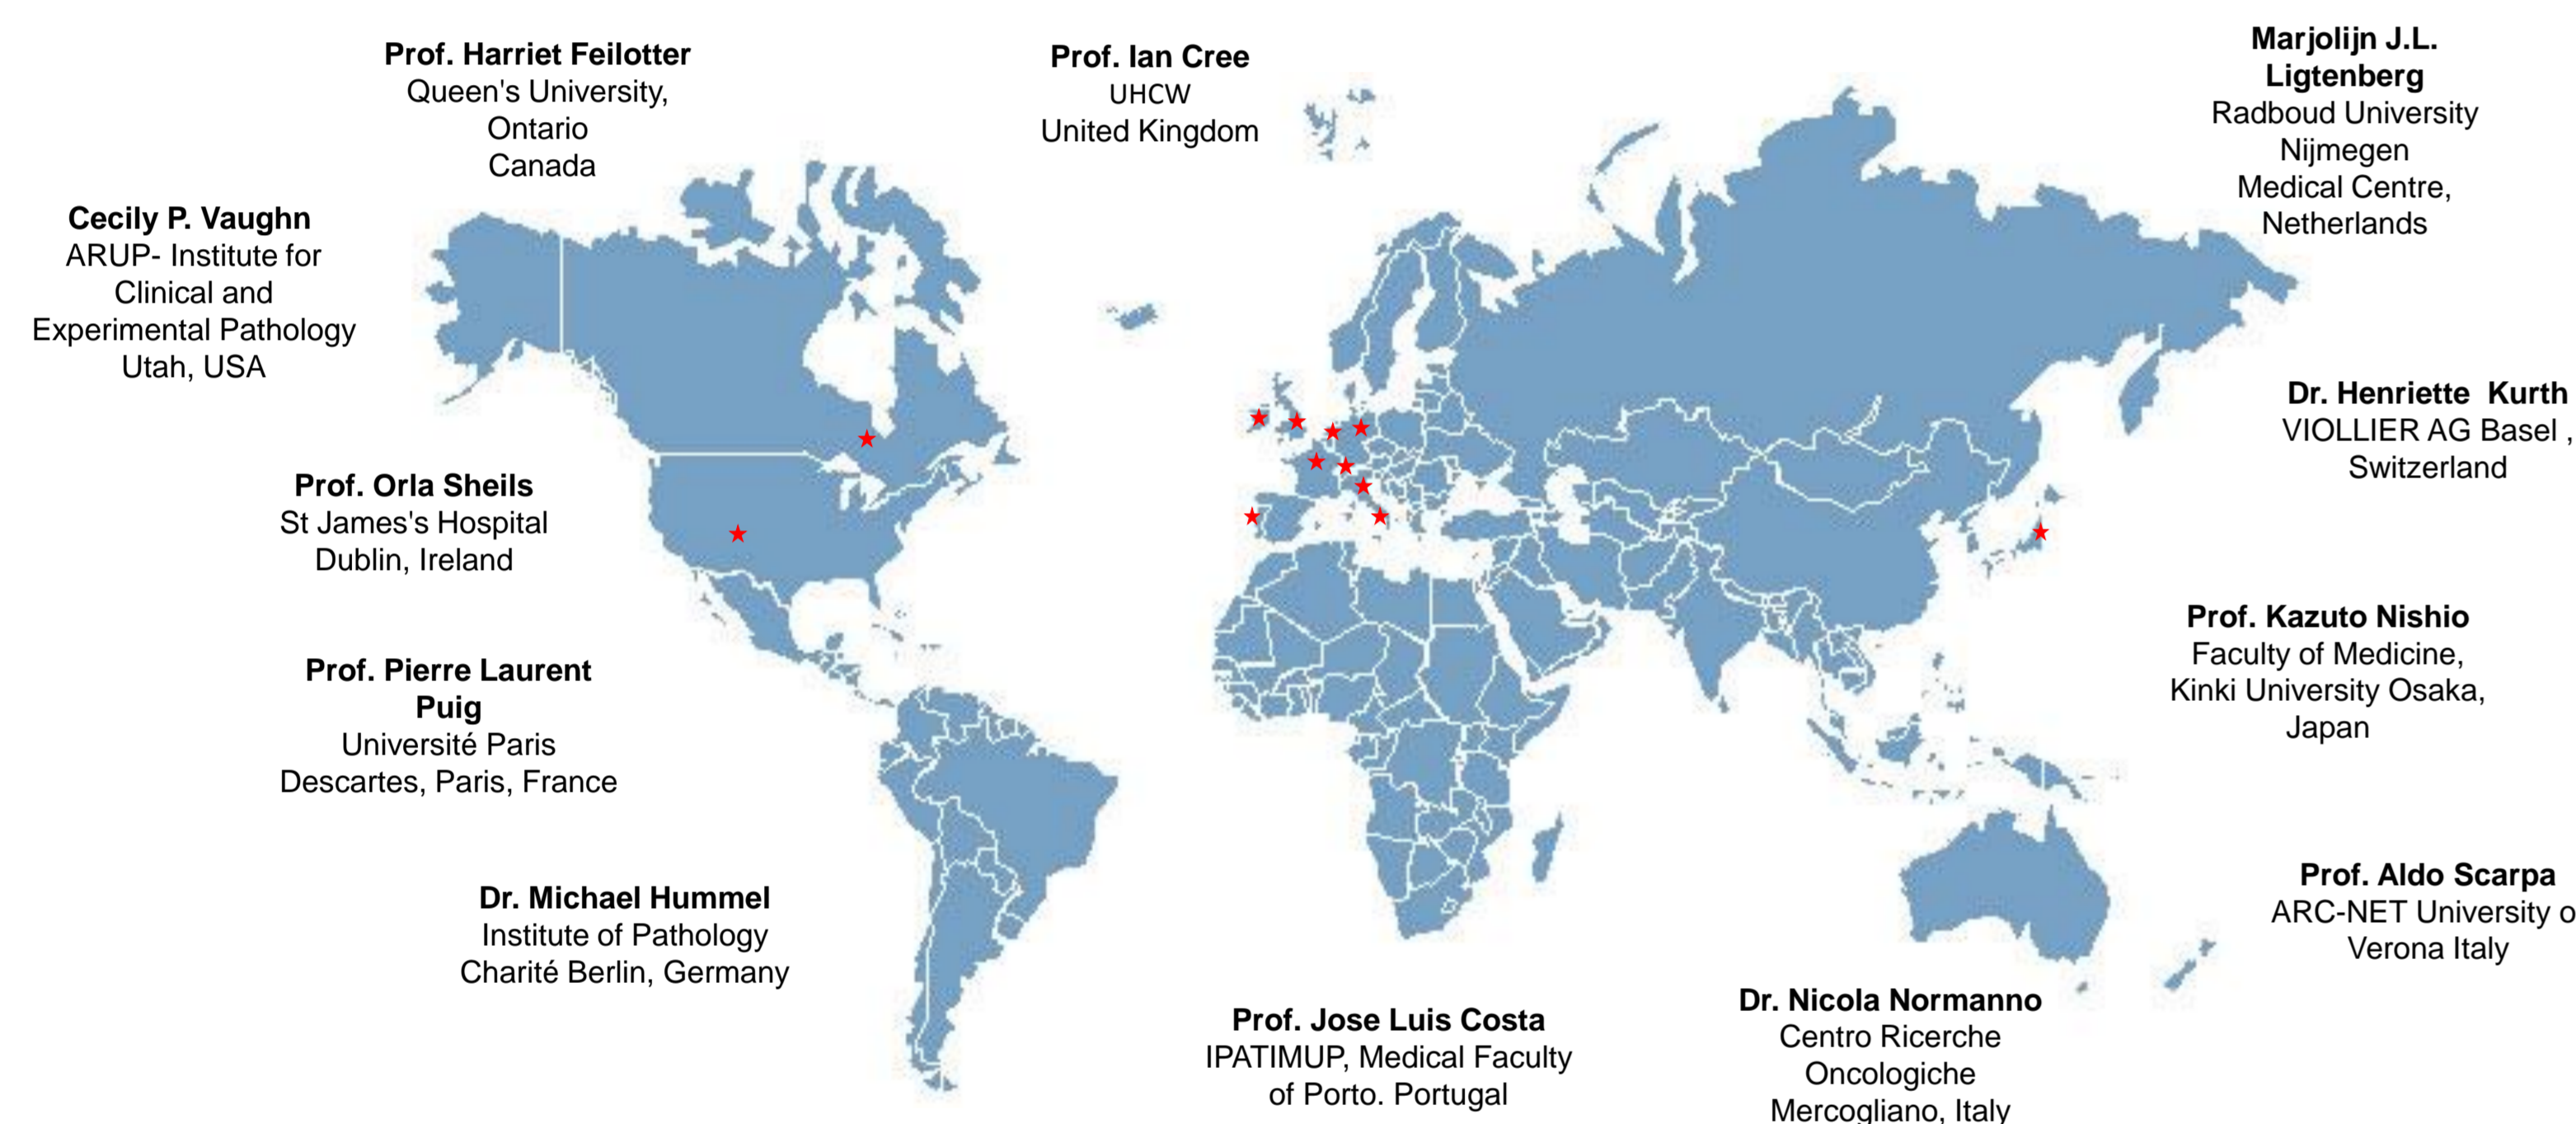 Prof. Harriet Feilotter
Queen's University,
Ontario
Canada
Prof. Ian Cree
UHCW
United Kingdom
Marjolijn J.L.
Ligtenberg
Radboud University
Nijmegen
Medical Centre,
Netherlands
Cecily P. Vaughn
ARUP- Institute for
Clinical and
Experimental Pathology
Utah, USA
Dr. Henriette Kurth
VIOLLIER AG Basel ,
Switzerland
Prof. Orla Sheils
St James's Hospital
Dublin, Ireland
Prof. Kazuto Nishio
Faculty of Medicine,
Kinki University Osaka,
Japan
Prof. Pierre Laurent
Puig
Université Paris
Descartes, Paris, France
Prof. Aldo Scarpa
ARC-NET University o
Verona Italy
Dr. Michael Hummel
Institute of Pathology
Charité Berlin, Germany
Prof. Jose Luis Costa
IPATIMUP, Medical Faculty
of Porto. Portugal
Dr. Nicola Normanno
Centro Ricerche
Oncologiche
Mercogliano, Italy